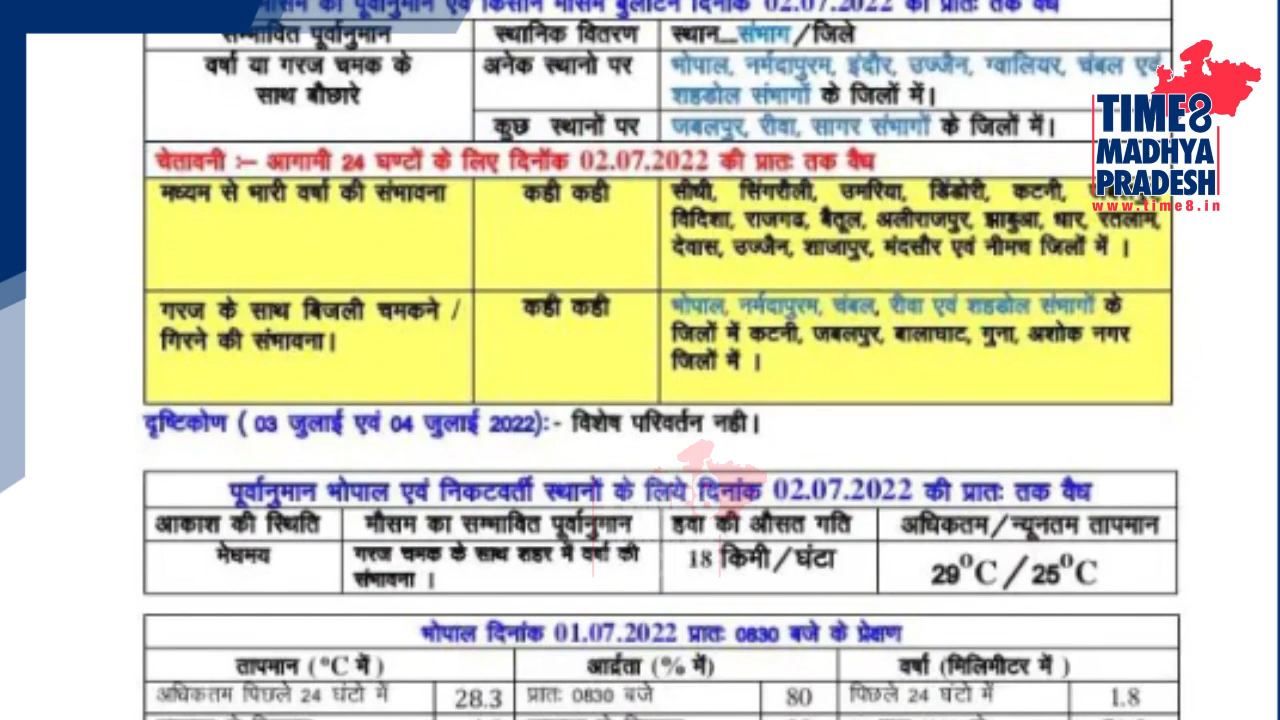 मौसम का पूर्वानुमान एवं किसान मौसम बुलेटिन दिनांक 02.07.2022 की प्रातः तक वैध
सम्भावित पूर्वानुमान स्थानिक वितरण स्थान—संभाग/जिले
वर्षा या गरज चमक के साथ बौछारे अनेक स्थानो पर भोपाल, नर्मदापुरम, इंदौर, उज्जैन, ग्वालियर, चंबल एवं
शहडोल संभागों के जिलों में।
कुछ स्थानों पर जबलपुर, रीवा, सागर संभागों के जिलों में।
चेतावनी :– आगामी 24 घण्टों के लिए दिनॉक 02.07.2022 की प्रातः तक वैध
मध्यम से भारी वर्षा की संभावना कही कही सीधी, सिंगरौली, उमरिया, डिंडोरी, कटनी,
विदिशा, राजगढ, बैतूल, अलीराजपुर, झाबुआ, धार, रतलाम,
देवास, उज्जैन, शाजापुर, मंदसौर एवं नीमच जिलों में ।
गरज के साथ बिजली चमकने / कही कही भोपाल, नर्मदापुरम, चंबल, रीवा एवं शहडोल संभागों के
गिरने की संभावना। जिलों में कटनी, जबलपुर, बालाघाट, गुना, अशोक नगर
जिलों में ।
दृष्टिकोण ( 03 जुलाई एवं 04 जुलाई 2022):- विशेष परिवर्तन नही।
पूर्वानुमान भोपाल एवं निकटवर्ती स्थानों के लिये दिनांक 02.07.2022 की प्रातः तक वैध
आकाश की स्थिति मौसम का सम्भावित पूर्वानुमान हवा की औसत गति अधिकतम/न्यूनतम तापमान
मेघमय गरज चमक के साथ शहर में वर्षा की 18 किमी/घंटा 29⁰C/25⁰C
संभावना ।
भोपाल दिनांक 01.07.2022 प्रातः 0830 बजे के प्रेक्षण
तापमान (°C में ) आर्द्रता (% में) वर्षा (मिलिमीटर में )
अधिकतम पिछले 24 घंटो में 28.3 प्रातः 0830 बजे 80 पिछले 24 घंटो में 1.8
TIME8
MADHYA
PRADESH
www.time8.in